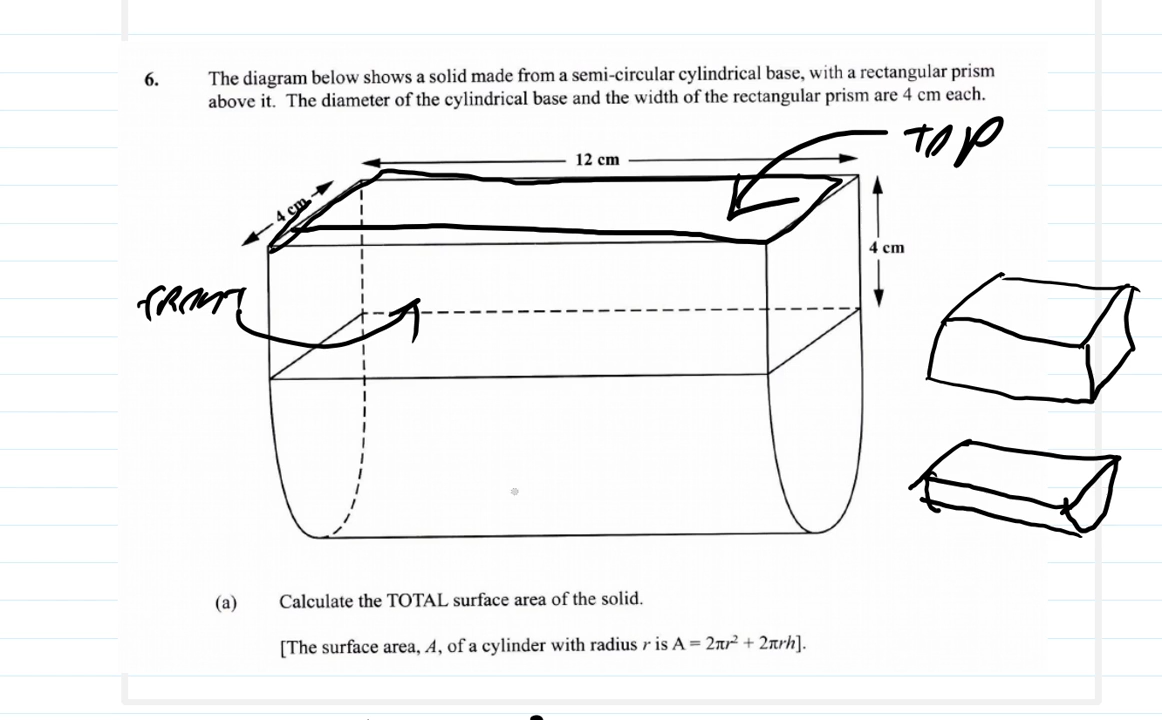 6. The diagram below shows a solid made from a semi-circular cylindrical base, with a rectangular prism
above it. The diameter of the cylindrical base and the width of the rectangular prism are 4 cm each.
TOP
12 cm
4 cm
4 cm
FRONT
(a) Calculate the TOTAL surface area of the solid.
[The surface area, A, of a cylinder with radius r is A = 2πr² + 2πrh].